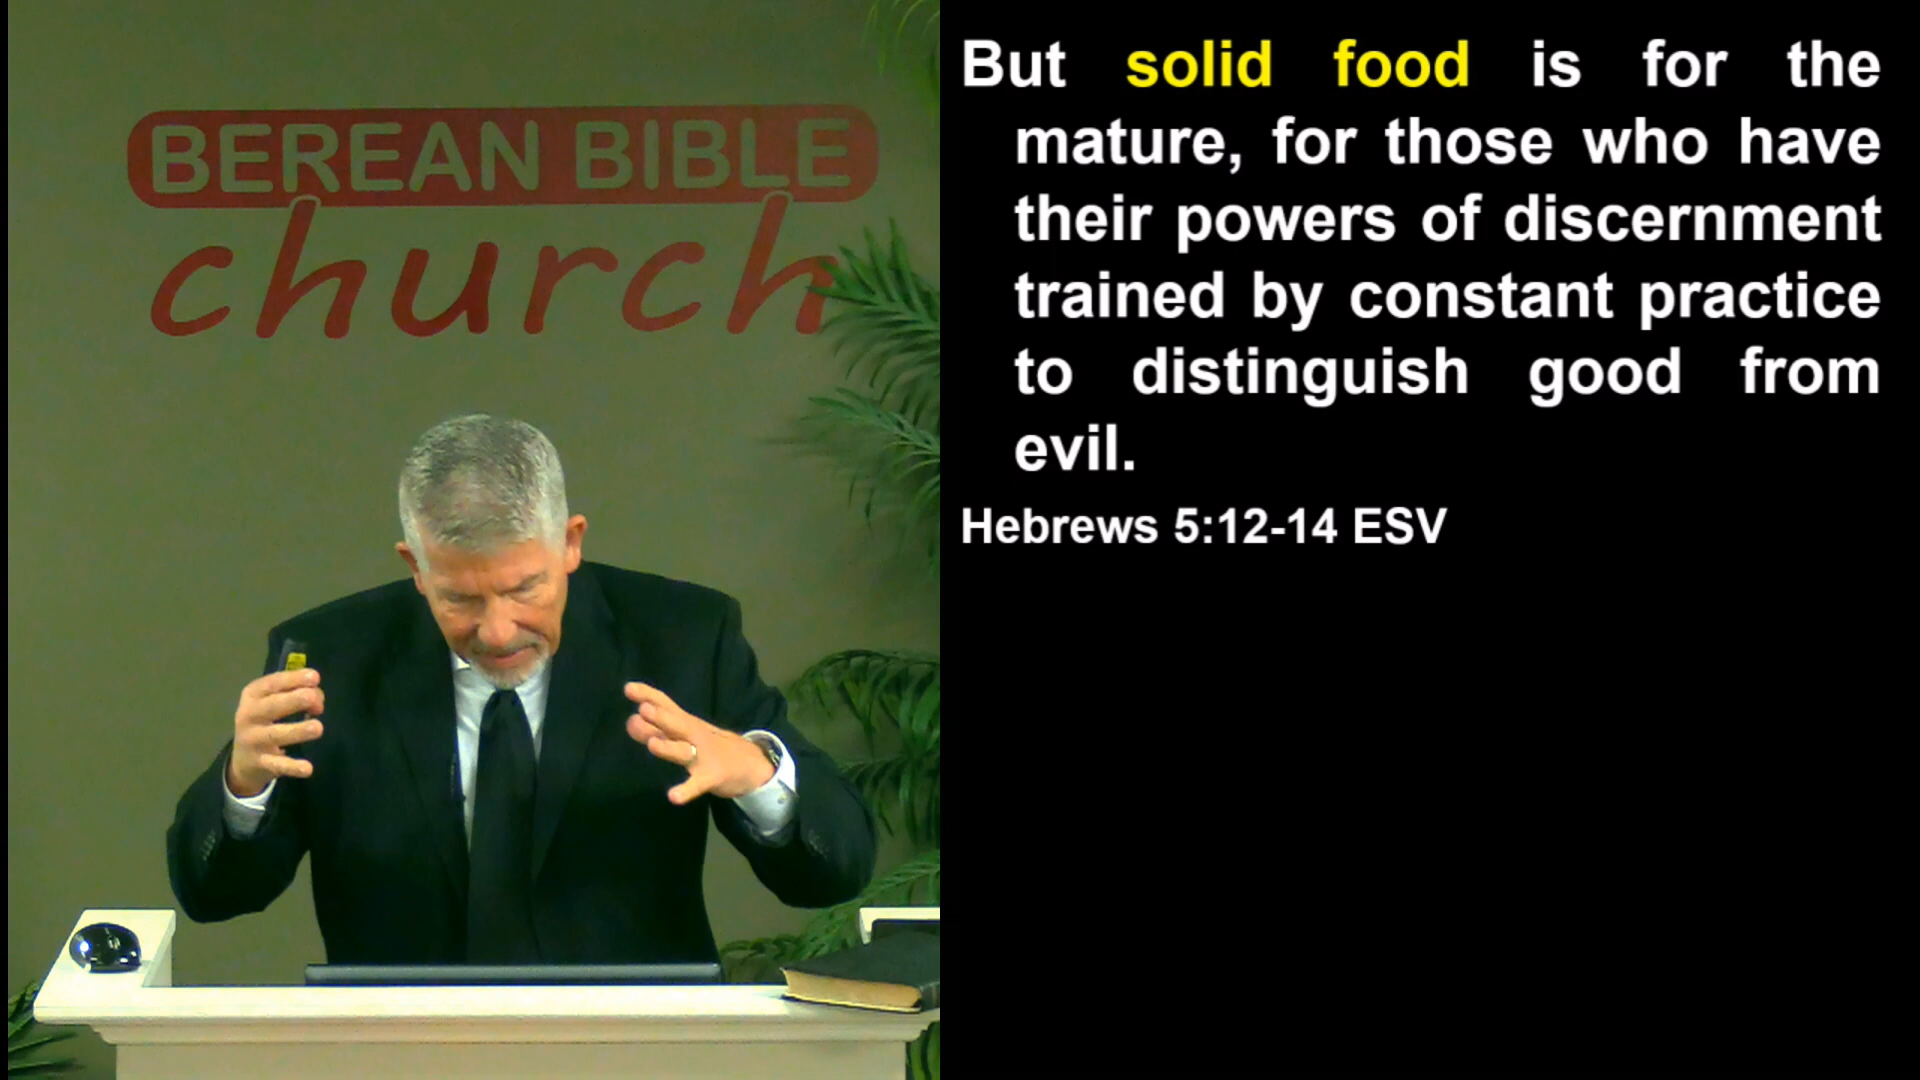 BEREAN BIBLE
church
But solid food is for the
mature, for those who have
their powers of discernment
trained by constant practice
to distinguish good from
evil.
Hebrews 5:12-14 ESV